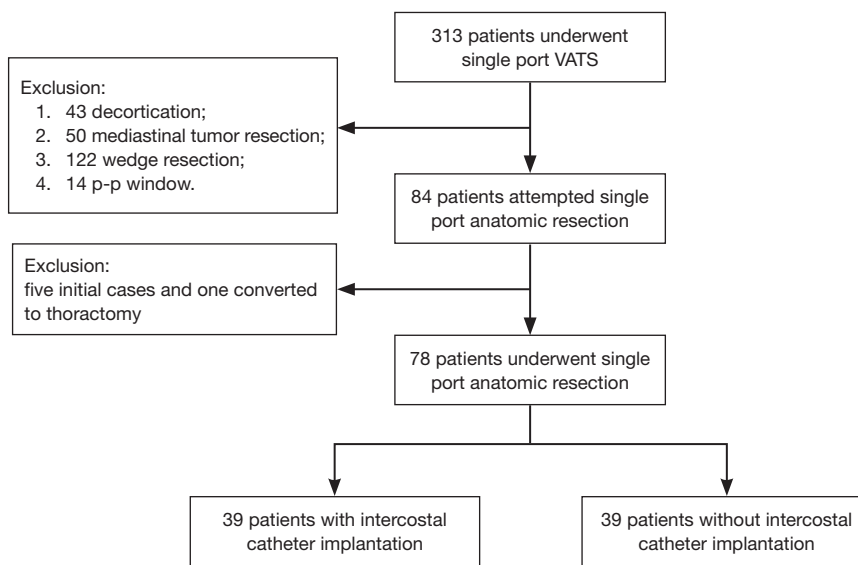 313 patients underwent
single port VATS
Exclusion:
1. 43 decortication;
2. 50 mediastinal tumor resection;
3. 122 wedge resection;
4. 14 p-p window.
84 patients attempted single
port anatomic resection
Exclusion:
five initial cases and one converted
to thoractomy
78 patients underwent single
port anatomic resection
39 patients with intercostal
catheter implantation
39 patients without intercostal
catheter implantation